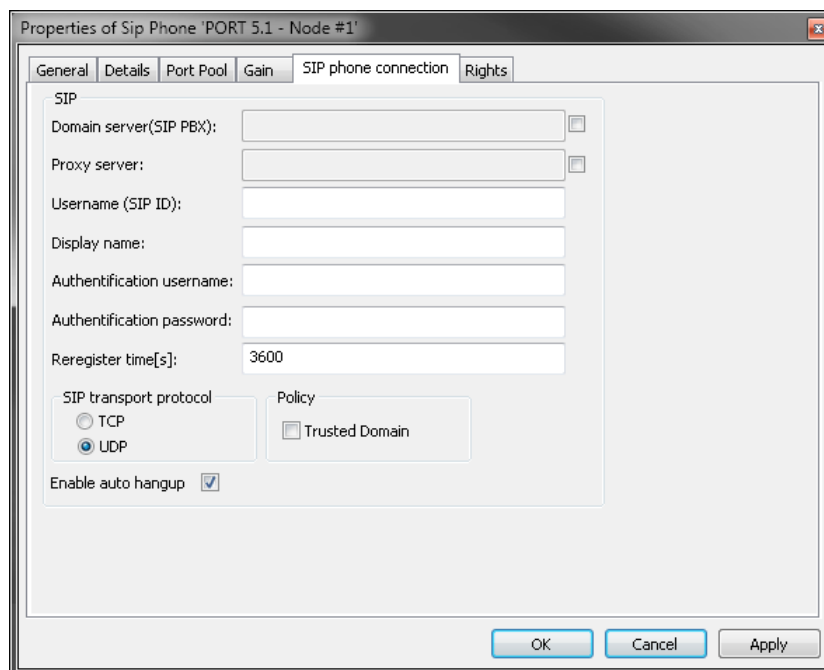 Properties of Sip Phone 'PORT 5.1 - Node #1'
General Details Port Pool Gain SIP phone connection Rights
SIP
Domain server(SIP PBX):
Proxy server:
Username (SIP ID):
Display name:
Authentification username:
Authentification password:
Reregister time[s]: 3600
SIP transport protocol Policy
TCP
Trusted Domain
UDP
Enable auto hangup
OK Cancel Apply